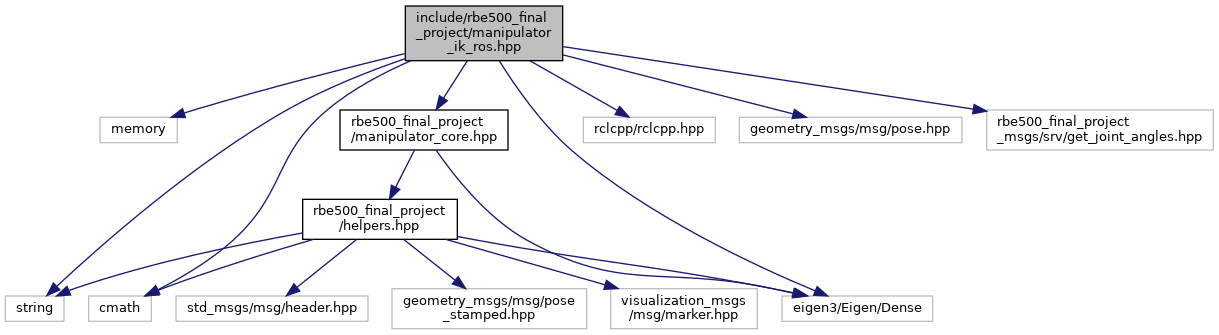 include/rbe500_final
_project/manipulator
_ik_ros.hpp
memory
rbe500_final_project
/manipulator_core.hpp
rclcpp/rclcpp.hpp
geometry_msgs/msg/pose.hpp
rbe500_final_project
_msgs/srv/get_joint_angles.hpp
rbe500_final_project
/helpers.hpp
string
cmath
std_msgs/msg/header.hpp
geometry_msgs/msg/pose
_stamped.hpp
visualization_msgs
/msg/marker.hpp
eigen3/Eigen/Dense